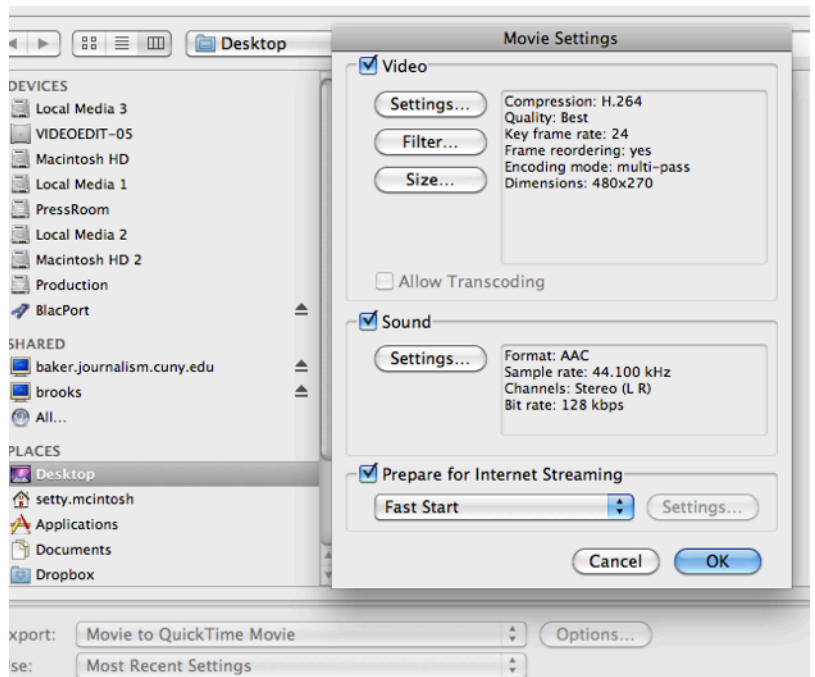 Desktop
DEVICES
Local Media 3
VIDEOEDIT-05
Macintosh HD
Local Media 1
PressRoom
Local Media 2
Macintosh HD 2
Production
BlacPort
SHARED
baker.journalism.cuny.edu
brooks
All...
PLACES
Desktop
setty.mcintosh
Applications
Documents
Dropbox
Movie Settings
Video
Settings...
Filter...
Size...
Compression: H.264
Quality: Best
Key frame rate: 24
Frame reordering: yes
Encoding mode: multi-pass
Dimensions: 480x270
Allow Transcoding
Sound
Settings...
Format: AAC
Sample rate: 44.100 kHz
Channels: Stereo (L R)
Bit rate: 128 kbps
Prepare for Internet Streaming
Fast Start
Settings...
Cancel
OK
xport: Movie to QuickTime Movie
Options...
se: Most Recent Settings